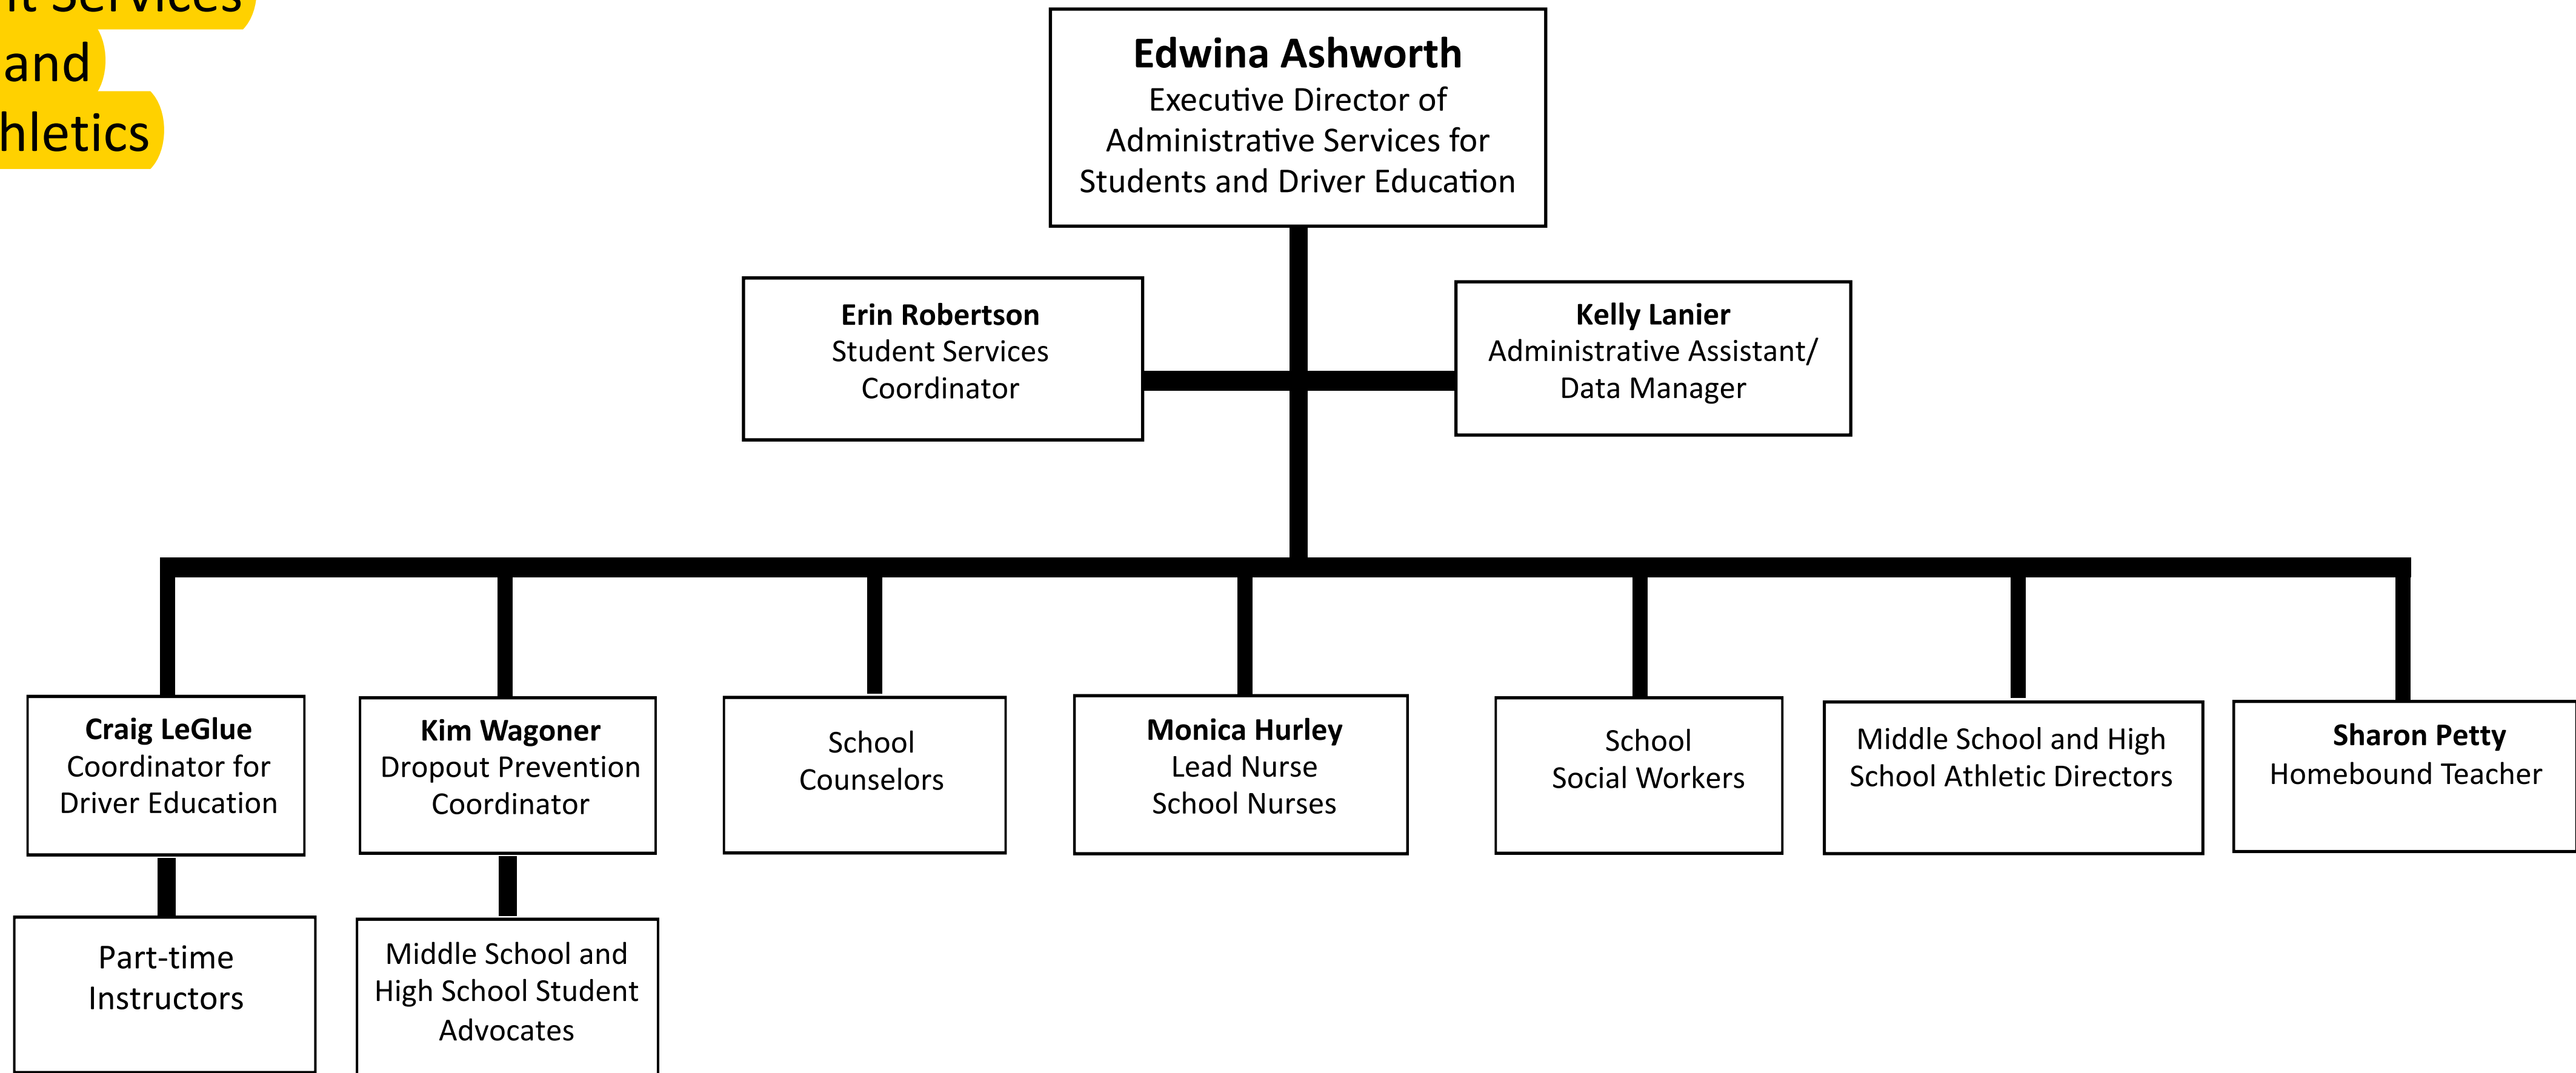 Services
and
Edwina Ashworth
Executive Director of
Administrative Services for
Students and Driver Education
Erin Robertson
Student Services
Coordinator
Kelly Lanier
Administrative Assistant/
Data Manager
Craig LeGlue
Coordinator for
Driver Education
Kim Wagoner
Dropout Prevention
Coordinator
School
Counselors
Monica Hurley
Lead Nurse
School Nurses
School
Social Workers
Middle School and High
School Athletic Directors
Sharon Petty
Homebound Teacher
Part-time
Instructors
Middle School and
High School Student
Advocates